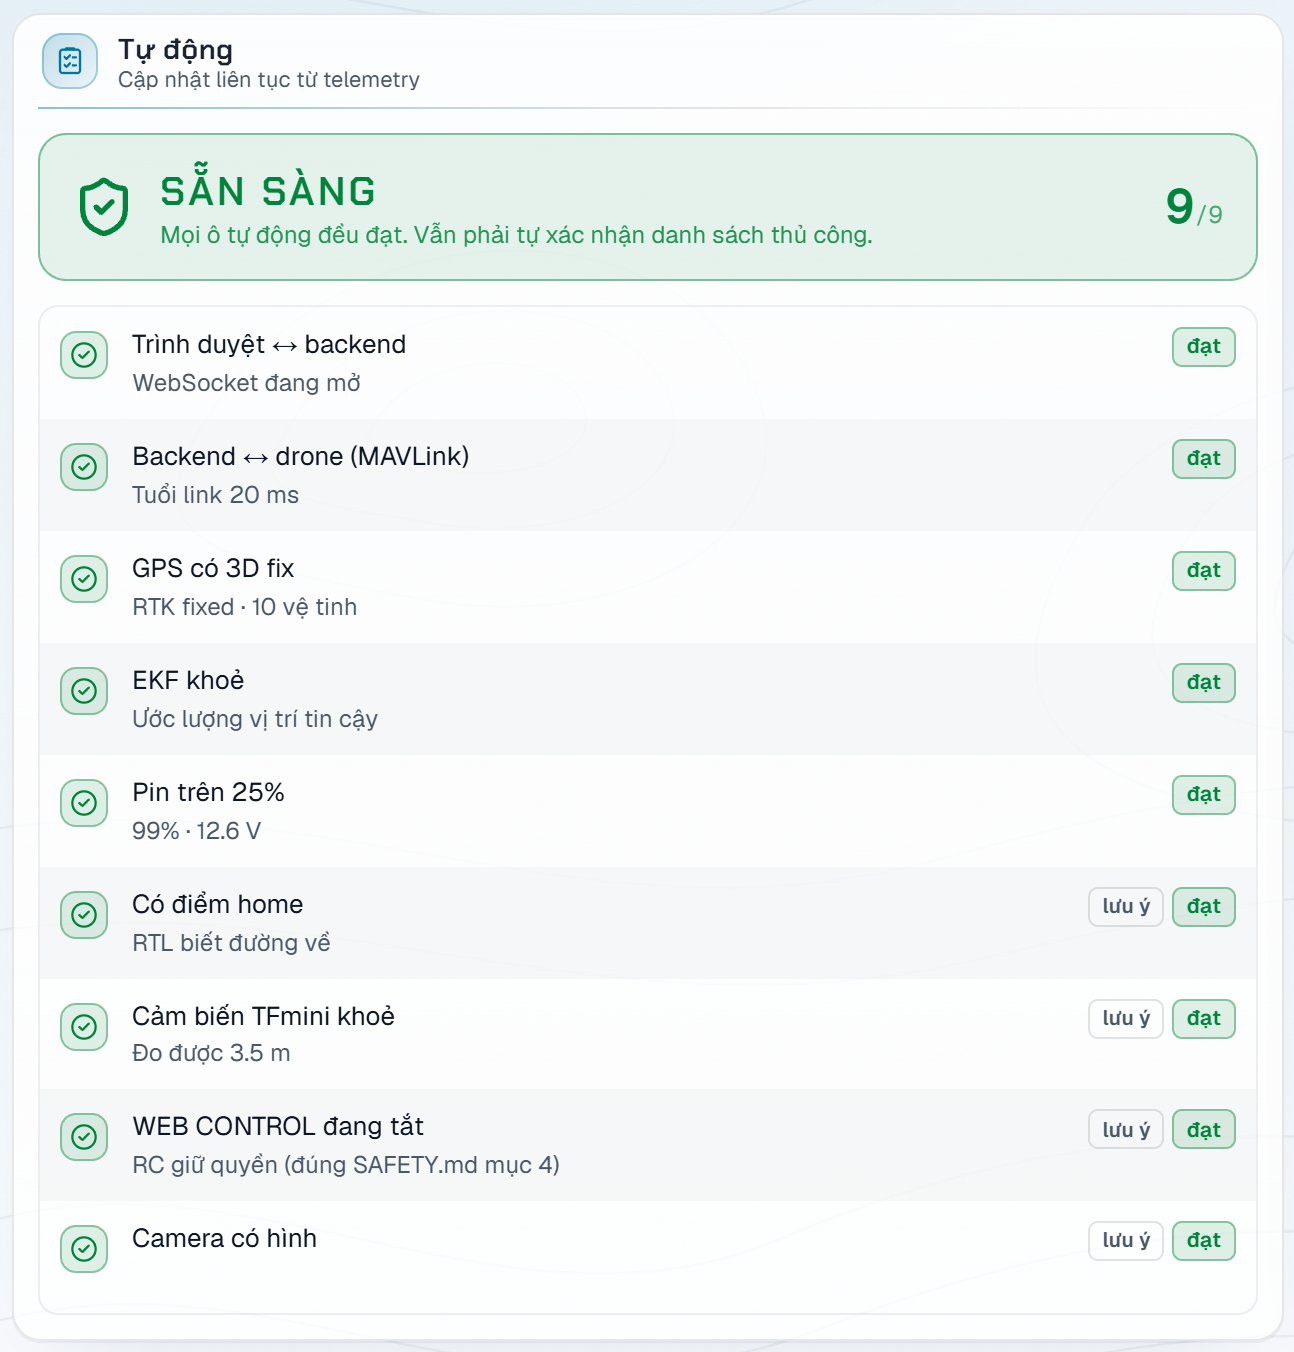 Tự động
Cập nhật liên tục từ telemetry
SẴN SÀNG
Mọi ô tự động đều đạt. Vẫn phải tự xác nhận danh sách thủ công.
9/9
Trình duyệt ↔ backend
đạt
WebSocket đang mở
Backend ↔ drone (MAVLink)
đạt
Tuổi link 20 ms
GPS có 3D fix
đạt
RTK fixed · 10 vệ tinh
EKF khoẻ
đạt
Ước lượng vị trí tin cậy
Pin trên 25%
đạt
99% · 12.6 V
Có điểm home
lưu ý đạt
RTL biết đường về
Cảm biến TFmini khoẻ
lưu ý đạt
Đo được 3.5 m
WEB CONTROL đang tắt
lưu ý đạt
RC giữ quyền (đúng SAFETY.md mục 4)
Camera có hình
lưu ý đạt